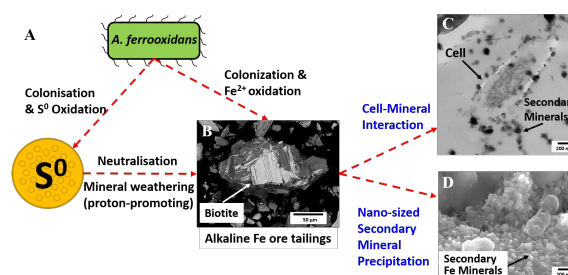 A
A. ferrooxidans
Colonisation
& S⁰ Oxidation
Colonization &
Fe²⁺ oxidation
S⁰
Neutralisation
Mineral weathering
(proton-promoting)
B
Biotite
50 µm
Alkaline Fe ore tailings
Cell-Mineral
Interaction
Nano-sized
Secondary
Mineral
Precipitation
C
Cell
Secondary
Minerals
D
Secondary
Fe Minerals